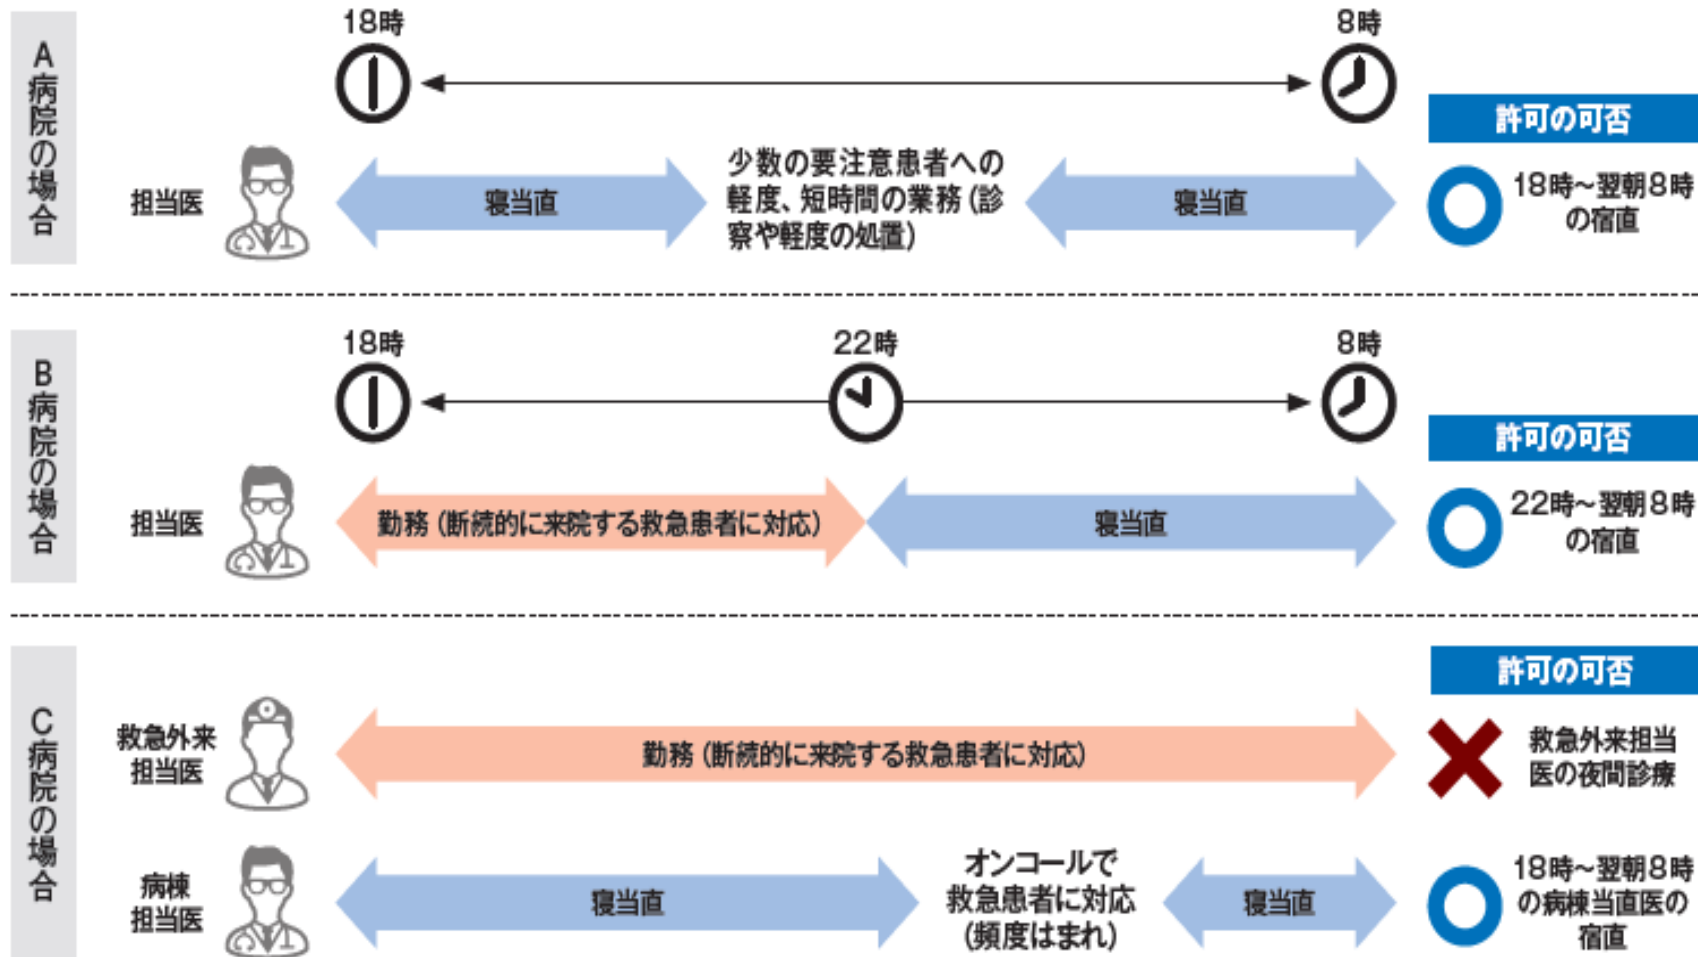 A病院の場合
18時
8時
許可の可否
担当医
寝当直
少数の要注意患者への
軽度、短時間の業務（診
察や軽度の処置）
寝当直
18時～翌朝8時
の宿直
B病院の場合
18時
22時
8時
許可の可否
担当医
勤務（断続的に来院する救急患者に対応）
寝当直
22時～翌朝8時
の宿直
C病院の場合
許可の可否
救急外来
担当医
勤務（断続的に来院する救急患者に対応）
救急外来担当
医の夜間診療
病棟
担当医
寝当直
オンコールで
救急患者に対応
（頻度はまれ）
寝当直
18時～翌朝8時
の病棟当直医の
宿直